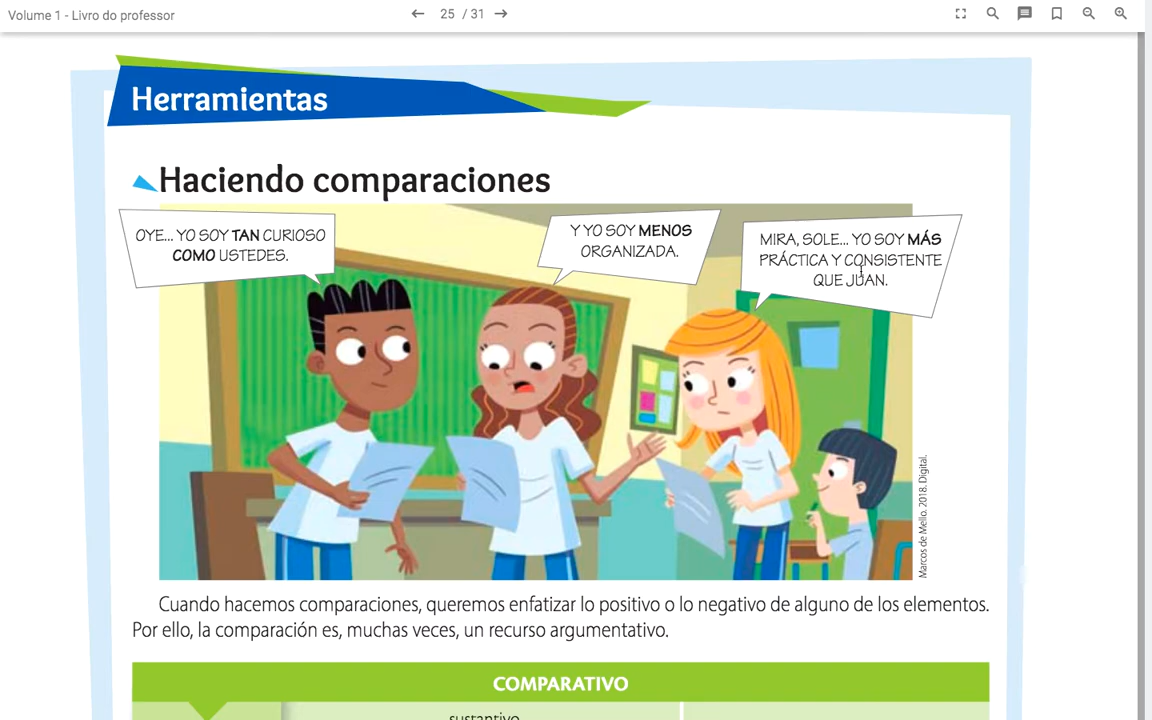 Volume 1 - Livro do professor
25 / 31
Herramientas
Haciendo comparaciones
OYE... YO SOY TAN CURIOSO
COMO USTEDES.
Y YO SOY MENOS
ORGANIZADA.
MIRA, SOLE... YO SOY MÁS
PRÁCTICA Y CONSISTENTE
QUE JUAN.
Marcos de Mello. 2018. Digital.
Cuando hacemos comparaciones, queremos enfatizar lo positivo o lo negativo de alguno de los elementos.
Por ello, la comparación es, muchas veces, un recurso argumentativo.
COMPARATIVO
sustantivo